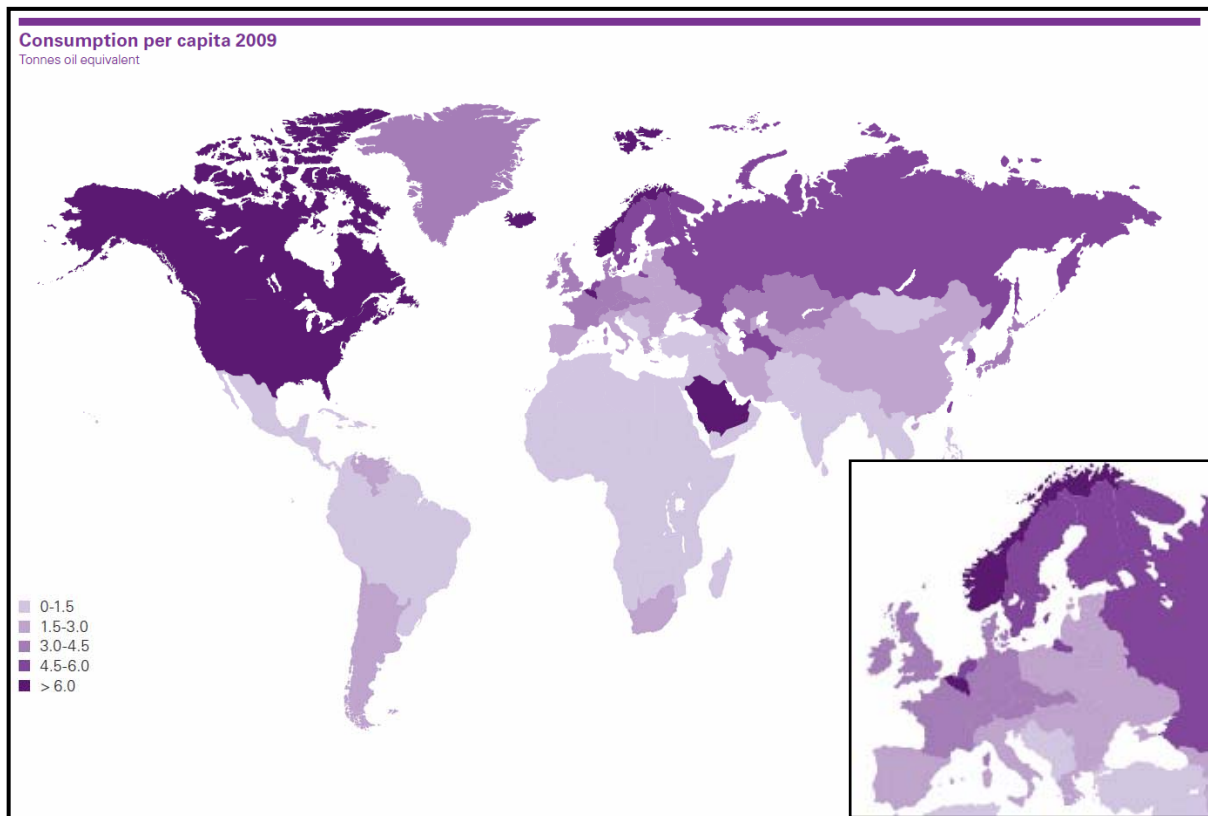 Consumption per capita 2009
Tonnes oil equivalent
0-1.5
1.5-3.0
3.0-4.5
4.5-6.0
> 6.0